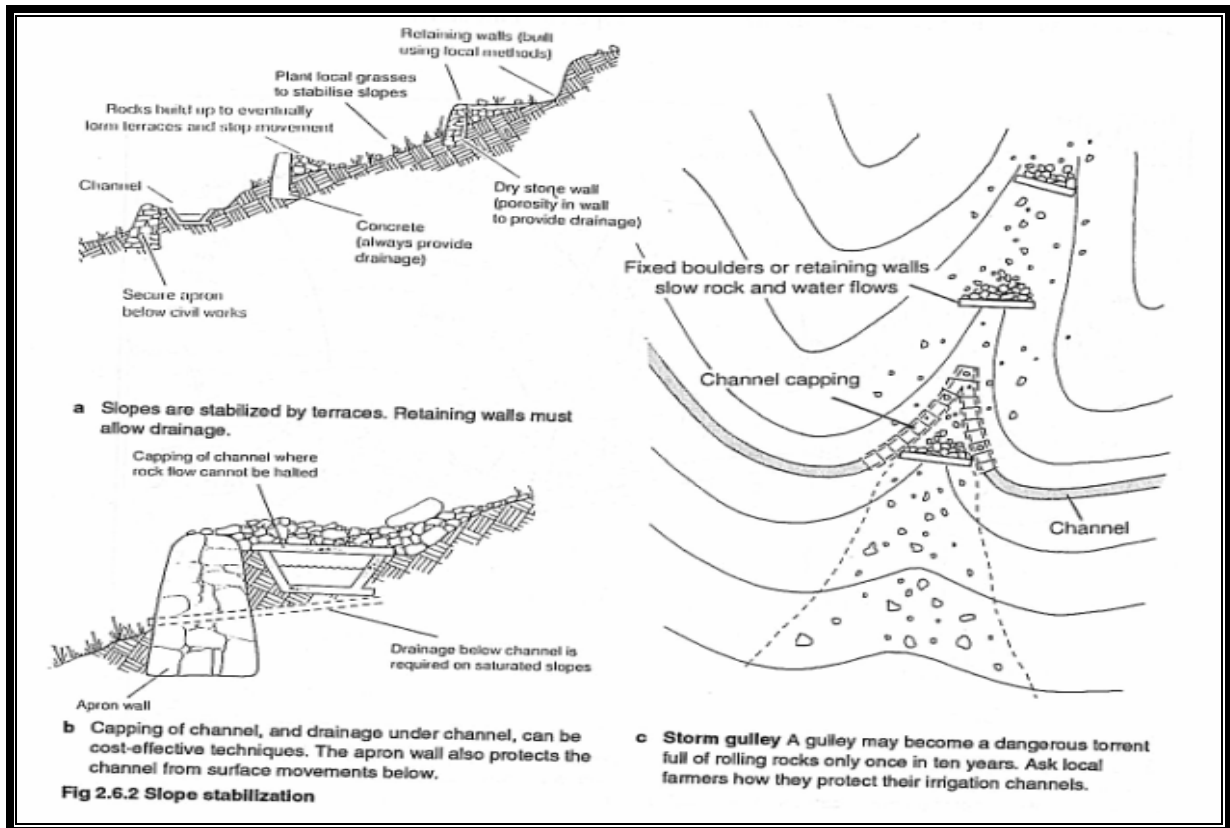 Retaining walls (built
using local methods)
Plant local grasses
to stabilise slopes
Rocks build up to eventually
form terraces and stop movement
Channel
Dry stone wall
(porosity in wall
to provide drainage)
Concrete
(always provide
drainage)
Secure apron
below civil works
a Slopes are stabilized by terraces. Retaining walls must
allow drainage.
Capping of channel where
rock flow cannot be halted
Drainage below channel is
required on saturated slopes
Apron wall
b Capping of channel, and drainage under channel, can be
cost-effective techniques. The apron wall also protects the
channel from surface movements below.
Fig 2.6.2 Slope stabilization
Fixed boulders or retaining walls
slow rock and water flows
Channel capping
Channel
c Storm gulley A gulley may become a dangerous torrent
full of rolling rocks only once in ten years. Ask local
farmers how they protect their irrigation channels.